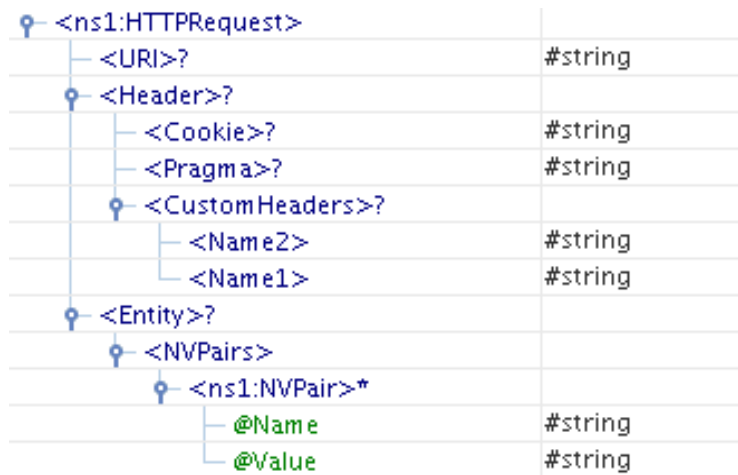 <ns1:HTTPRequest>
<URI>? #string
<Header>?
<Cookie>? #string
<Pragma>? #string
<CustomHeaders>?
<Name2> #string
<Name1> #string
<Entity>?
<NVPairs>
<ns1:NVPair>*
@Name #string
@Value #string